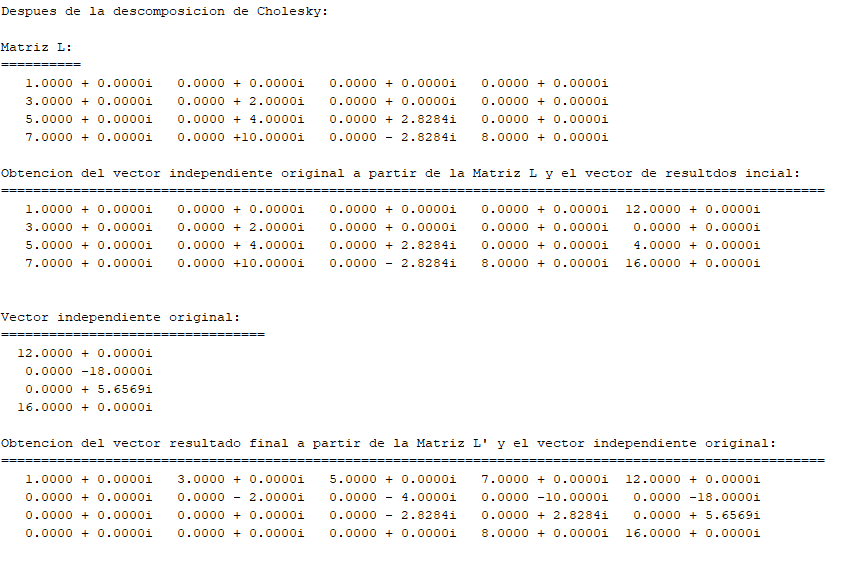 Despues de la descomposicion de Cholesky:
Matriz L:
==========
1.0000 + 0.0000i   0.0000 + 0.0000i   0.0000 + 0.0000i   0.0000 + 0.0000i
3.0000 + 0.0000i   0.0000 + 2.0000i   0.0000 + 0.0000i   0.0000 + 0.0000i
5.0000 + 0.0000i   0.0000 + 4.0000i   0.0000 + 2.8284i   0.0000 + 0.0000i
7.0000 + 0.0000i   0.0000 +10.0000i   0.0000 - 2.8284i   8.0000 + 0.0000i
Obtencion del vector independiente original a partir de la Matriz L y el vector de resultdos incial:
=======================================================================================================
1.0000 + 0.0000i   0.0000 + 0.0000i   0.0000 + 0.0000i   0.0000 + 0.0000i  12.0000 + 0.0000i
3.0000 + 0.0000i   0.0000 + 2.0000i   0.0000 + 0.0000i   0.0000 + 0.0000i   0.0000 + 0.0000i
5.0000 + 0.0000i   0.0000 + 4.0000i   0.0000 + 2.8284i   0.0000 + 0.0000i   4.0000 + 0.0000i
7.0000 + 0.0000i   0.0000 +10.0000i   0.0000 - 2.8284i   8.0000 + 0.0000i  16.0000 + 0.0000i
Vector independiente original:
=================================
12.0000 + 0.0000i
0.0000 -18.0000i
0.0000 + 5.6569i
16.0000 + 0.0000i
Obtencion del vector resultado final a partir de la Matriz L' y el vector independiente original:
=======================================================================================================
1.0000 + 0.0000i   3.0000 + 0.0000i   5.0000 + 0.0000i   7.0000 + 0.0000i  12.0000 + 0.0000i
0.0000 + 0.0000i   0.0000 - 2.0000i   0.0000 - 4.0000i   0.0000 -10.0000i   0.0000 -18.0000i
0.0000 + 0.0000i   0.0000 + 0.0000i   0.0000 - 2.8284i   0.0000 + 2.8284i   0.0000 + 5.6569i
0.0000 + 0.0000i   0.0000 + 0.0000i   0.0000 + 0.0000i   8.0000 + 0.0000i  16.0000 + 0.0000i